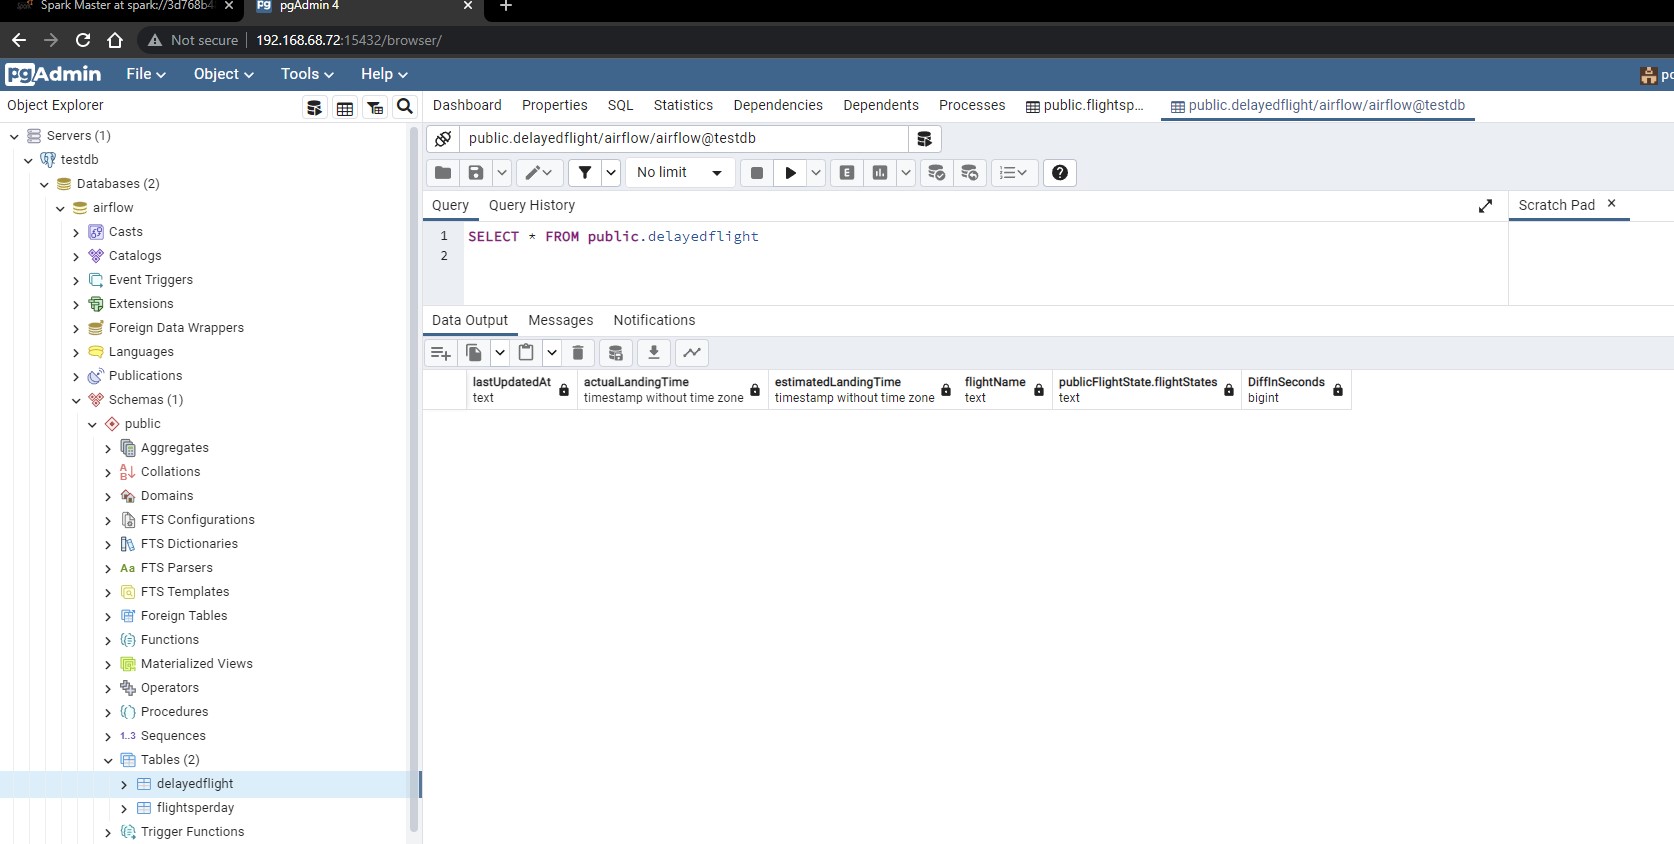 Spark Master at spark://3d768b4
pgAdmin 4
Not secure
192.168.68.72:15432/browser/
pgAdmin
File
Object
Tools
Help
Object Explorer
Dashboard
Properties
SQL
Statistics
Dependencies
Dependents
Processes
public.flightsp...
public.delayedflight/airflow/airflow@testdb
public.delayedflight/airflow/airflow@testdb
No limit
E
Query
Query History
Scratch Pad
1 SELECT * FROM public.delayedflight
2
Data Output
Messages
Notifications
lastUpdatedAt
text
actualLandingTime
timestamp without time zone
estimatedLandingTime
timestamp without time zone
flightName
text
publicFlightState.flightStates
text
DiffInSeconds
bigint
Servers (1)
testdb
Databases (2)
airflow
Casts
Catalogs
Event Triggers
Extensions
Foreign Data Wrappers
Languages
Publications
Schemas (1)
public
Aggregates
Collations
Domains
FTS Configurations
FTS Dictionaries
Aa FTS Parsers
FTS Templates
Foreign Tables
Functions
Materialized Views
Operators
Procedures
1..3 Sequences
Tables (2)
delayedflight
flightsperday
Trigger Functions